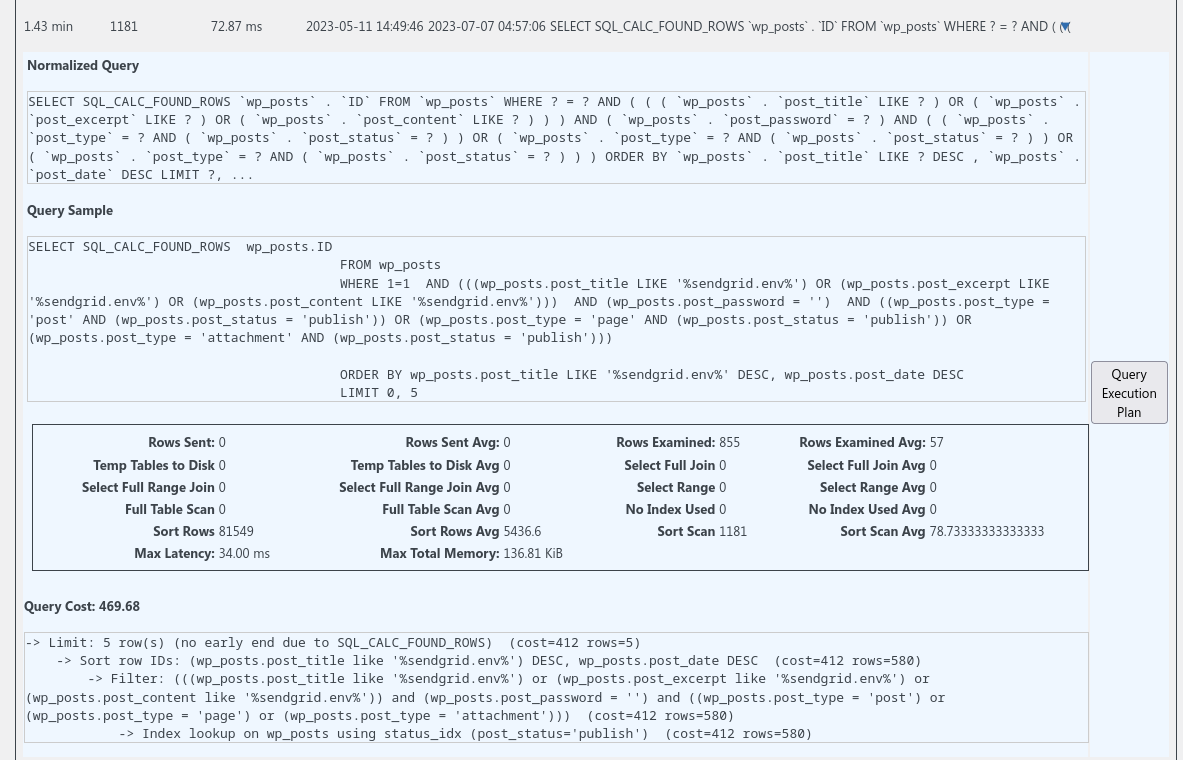 1.43 min 1181 72.87 ms 2023-05-11 14:49:46 2023-07-07 04:57:06 SELECT SQL_CALC_FOUND_ROWS `wp_posts` . `ID` FROM `wp_posts` WHERE ? = ? AND ( ( (
Normalized Query
SELECT SQL_CALC_FOUND_ROWS `wp_posts` . `ID` FROM `wp_posts` WHERE ? = ? AND ( ( ( `wp_posts` . `post_title` LIKE ? ) OR ( `wp_posts` .
`post_excerpt` LIKE ? ) OR ( `wp_posts` . `post_content` LIKE ? ) ) ) AND ( `wp_posts` . `post_password` = ? ) AND ( ( `wp_posts` .
`post_type` = ? AND ( `wp_posts` . `post_status` = ? ) ) OR ( `wp_posts` . `post_type` = ? AND ( `wp_posts` . `post_status` = ? ) ) OR
( `wp_posts` . `post_type` = ? AND ( `wp_posts` . `post_status` = ? ) ) ) ORDER BY `wp_posts` . `post_title` LIKE ? DESC , `wp_posts` .
`post_date` DESC LIMIT ?, ...
Query Sample
SELECT SQL_CALC_FOUND_ROWS  wp_posts.ID
FROM wp_posts
WHERE 1=1  AND (((wp_posts.post_title LIKE '%sendgrid.env%') OR (wp_posts.post_excerpt LIKE
'%sendgrid.env%') OR (wp_posts.post_content LIKE '%sendgrid.env%')))  AND (wp_posts.post_password = '')  AND ((wp_posts.post_type =
'post' AND (wp_posts.post_status = 'publish')) OR (wp_posts.post_type = 'page' AND (wp_posts.post_status = 'publish')) OR
(wp_posts.post_type = 'attachment' AND (wp_posts.post_status = 'publish')))
ORDER BY wp_posts.post_title LIKE '%sendgrid.env%' DESC, wp_posts.post_date DESC
LIMIT 0, 5
Query
Execution
Plan
Rows Sent: 0 Rows Sent Avg: 0 Rows Examined: 855 Rows Examined Avg: 57
Temp Tables to Disk 0 Temp Tables to Disk Avg 0 Select Full Join 0 Select Full Join Avg 0
Select Full Range Join 0 Select Full Range Join Avg 0 Select Range 0 Select Range Avg 0
Full Table Scan 0 Full Table Scan Avg 0 No Index Used 0 No Index Used Avg 0
Sort Rows 81549 Sort Rows Avg 5436.6 Sort Scan 1181 Sort Scan Avg 78.73333333333333
Max Latency: 34.00 ms Max Total Memory: 136.81 KiB
Query Cost: 469.68
-> Limit: 5 row(s) (no early end due to SQL_CALC_FOUND_ROWS)  (cost=412 rows=5)
-> Sort row IDs: (wp_posts.post_title like '%sendgrid.env%') DESC, wp_posts.post_date DESC  (cost=412 rows=580)
-> Filter: (((wp_posts.post_title like '%sendgrid.env%') or (wp_posts.post_excerpt like '%sendgrid.env%') or
(wp_posts.post_content like '%sendgrid.env%')) and (wp_posts.post_password = '') and ((wp_posts.post_type = 'post') or
(wp_posts.post_type = 'page') or (wp_posts.post_type = 'attachment')))  (cost=412 rows=580)
-> Index lookup on wp_posts using status_idx (post_status='publish')  (cost=412 rows=580)